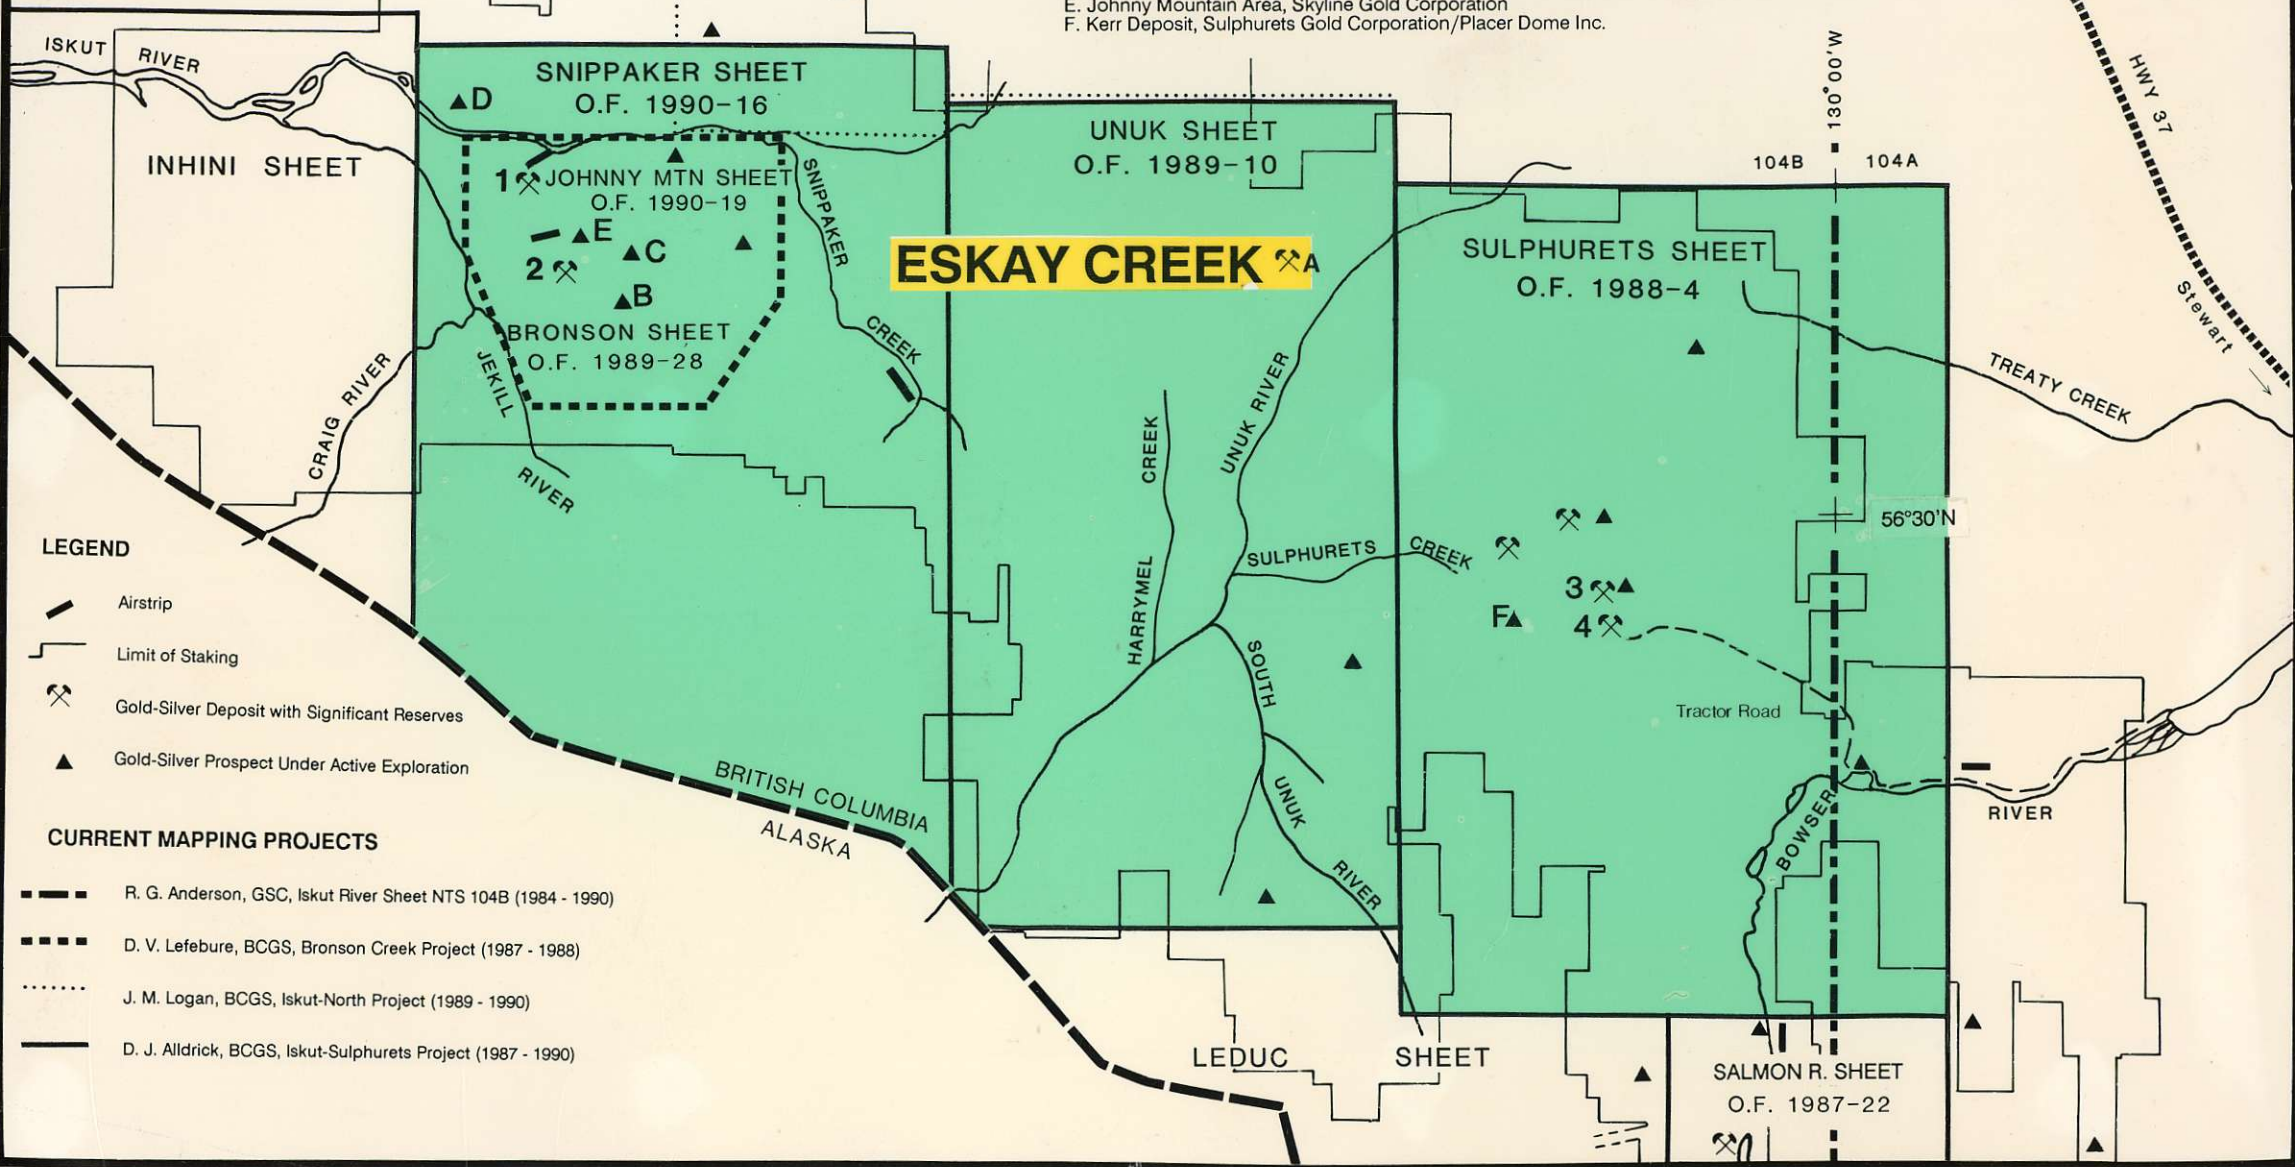 E. Johnny Mountain Area, Skyline Gold Corporation
F. Kerr Deposit, Sulphurets Gold Corporation/Placer Dome Inc.
ISKUT RIVER
SNIPPAKER SHEET
O.F. 1990-16
D
INHINI SHEET
1
JOHNNY MTN SHEET
O.F. 1990-19
E
C
2
B
BRONSON SHEET
O.F. 1989-28
SNIPPAKER CREEK
CRAIG RIVER
JEKILL RIVER
UNUK SHEET
O.F. 1989-10
ESKAY CREEK
A
UNUK RIVER
HARRYMEL CREEK
SULPHURETS CREEK
SOUTH UNUK RIVER
130°00'W
104B
104A
HWY 37
Stewart
SULPHURETS SHEET
O.F. 1988-4
TREATY CREEK
56°30'N
3
F
4
Tractor Road
BOWSER RIVER
BRITISH COLUMBIA
ALASKA
LEDUC SHEET
SALMON R. SHEET
O.F. 1987-22
LEGEND
Airstrip
Limit of Staking
Gold-Silver Deposit with Significant Reserves
Gold-Silver Prospect Under Active Exploration
CURRENT MAPPING PROJECTS
R. G. Anderson, GSC, Iskut River Sheet NTS 104B (1984 - 1990)
D. V. Lefebure, BCGS, Bronson Creek Project (1987 - 1988)
J. M. Logan, BCGS, Iskut-North Project (1989 - 1990)
D. J. Alldrick, BCGS, Iskut-Sulphurets Project (1987 - 1990)